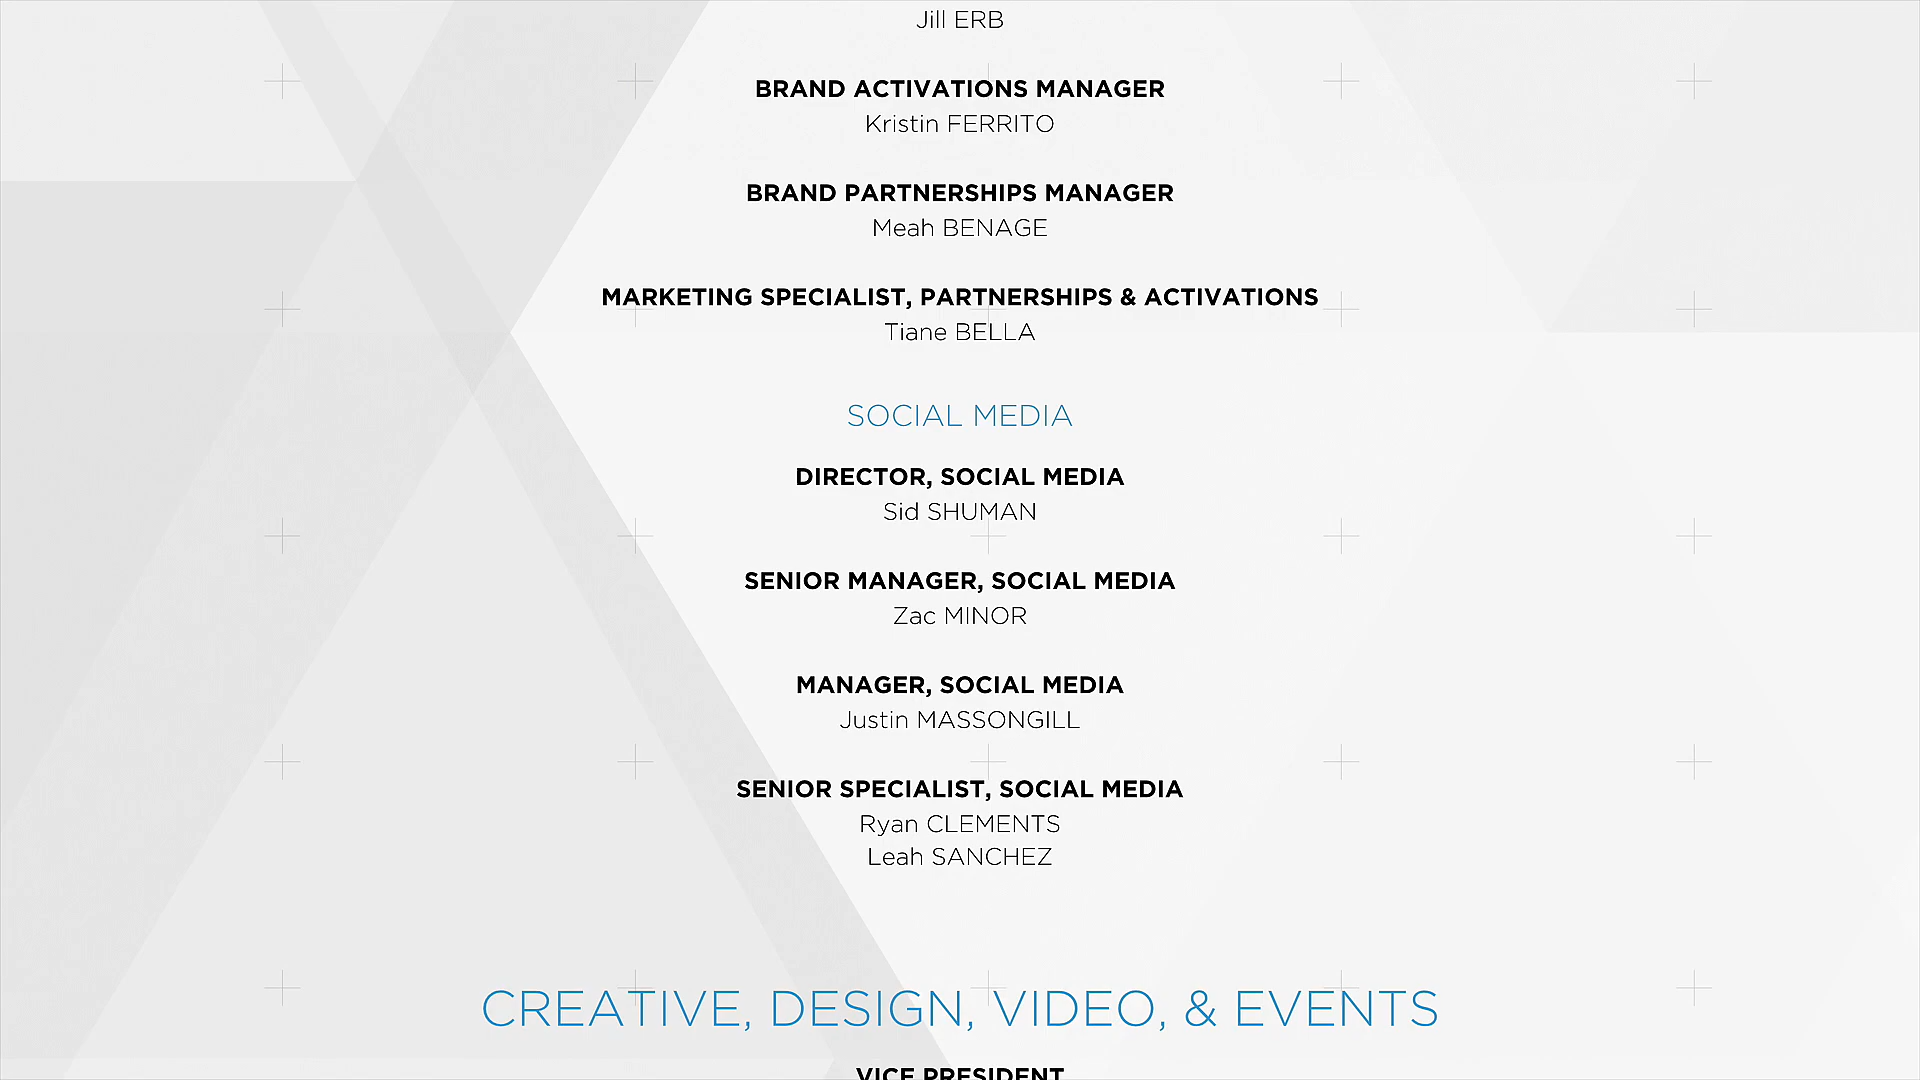 Jill ERB
BRAND ACTIVATIONS MANAGER
Kristin FERRITO
BRAND PARTNERSHIPS MANAGER
Meah BENAGE
MARKETING SPECIALIST, PARTNERSHIPS & ACTIVATIONS
Tiane BELLA
SOCIAL MEDIA
DIRECTOR, SOCIAL MEDIA
Sid SHUMAN
SENIOR MANAGER, SOCIAL MEDIA
Zac MINOR
MANAGER, SOCIAL MEDIA
Justin MASSONGILL
SENIOR SPECIALIST, SOCIAL MEDIA
Ryan CLEMENTS
Leah SANCHEZ
CREATIVE, DESIGN, VIDEO, & EVENTS
VICE PRESIDENT